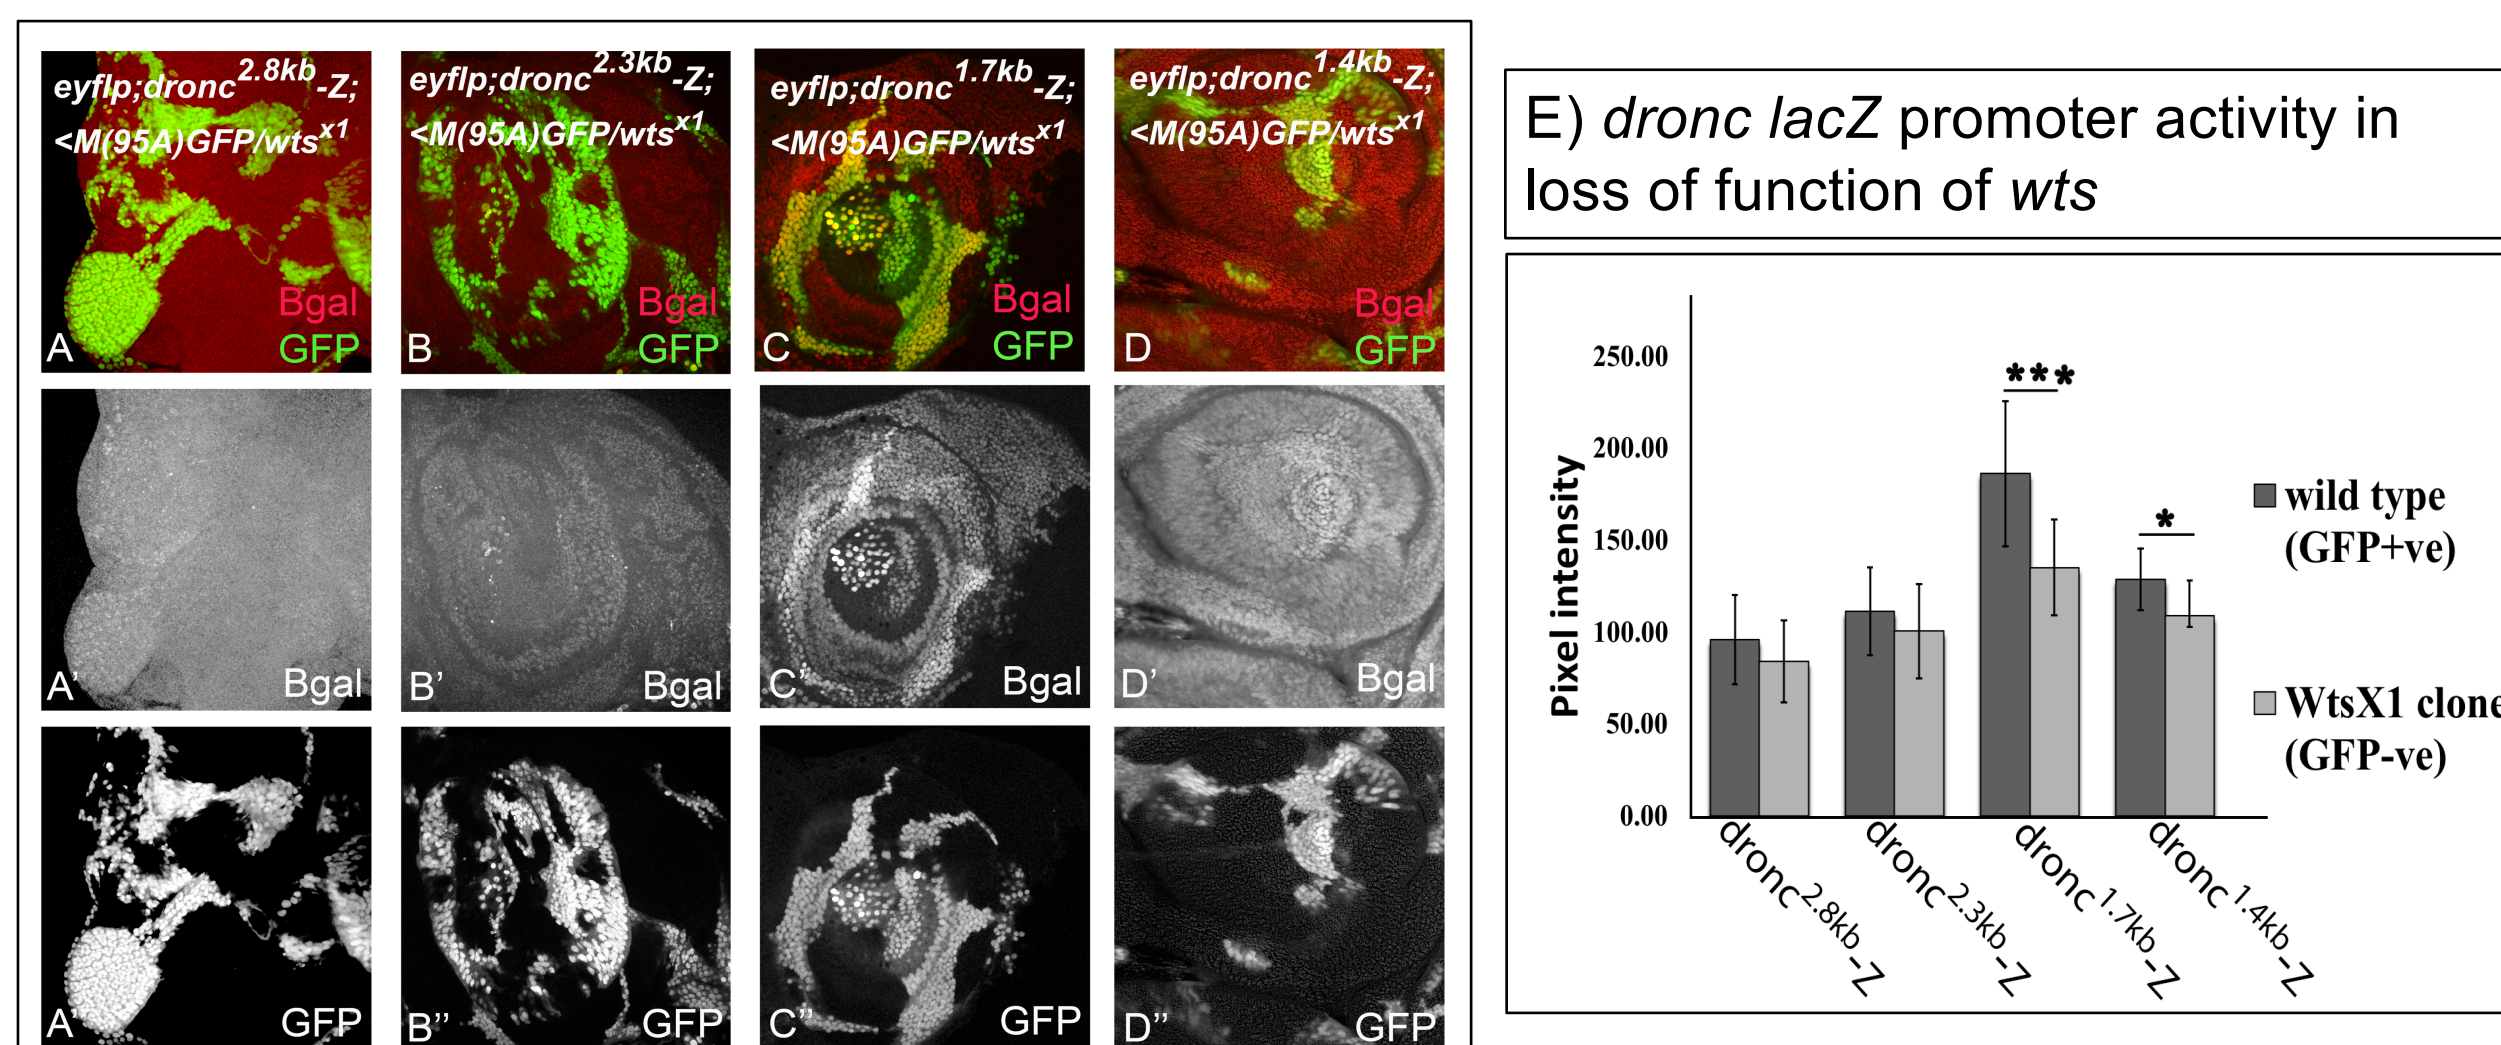 eyflp;dronc2.8kb-Z;
<M(95A)GFP/wtsx1
Bgal
GFP
A
eyflp;dronc2.3kb-Z;
<M(95A)GFP/wtsx1
Bgal
GFP
B
eyflp;dronc1.7kb-Z;
<M(95A)GFP/wtsx1
Bgal
GFP
C
eyflp;dronc1.4kb-Z;
<M(95A)GFP/wtsx1
Bgal
GFP
D
A’ Bgal
B’ Bgal
C’ Bgal
D’ Bgal
A’’ GFP
B’’ GFP
C’’ GFP
D’’ GFP
E) dronc lacZ promoter activity in
loss of function of wts
Pixel intensity
250.00
200.00
150.00
100.00
50.00
0.00
***
*
dronc2.8kb-Z
dronc2.3kb-Z
dronc1.7kb-Z
dronc1.4kb-Z
wild type
(GFP+ve)
WtsX1 clone
(GFP-ve)